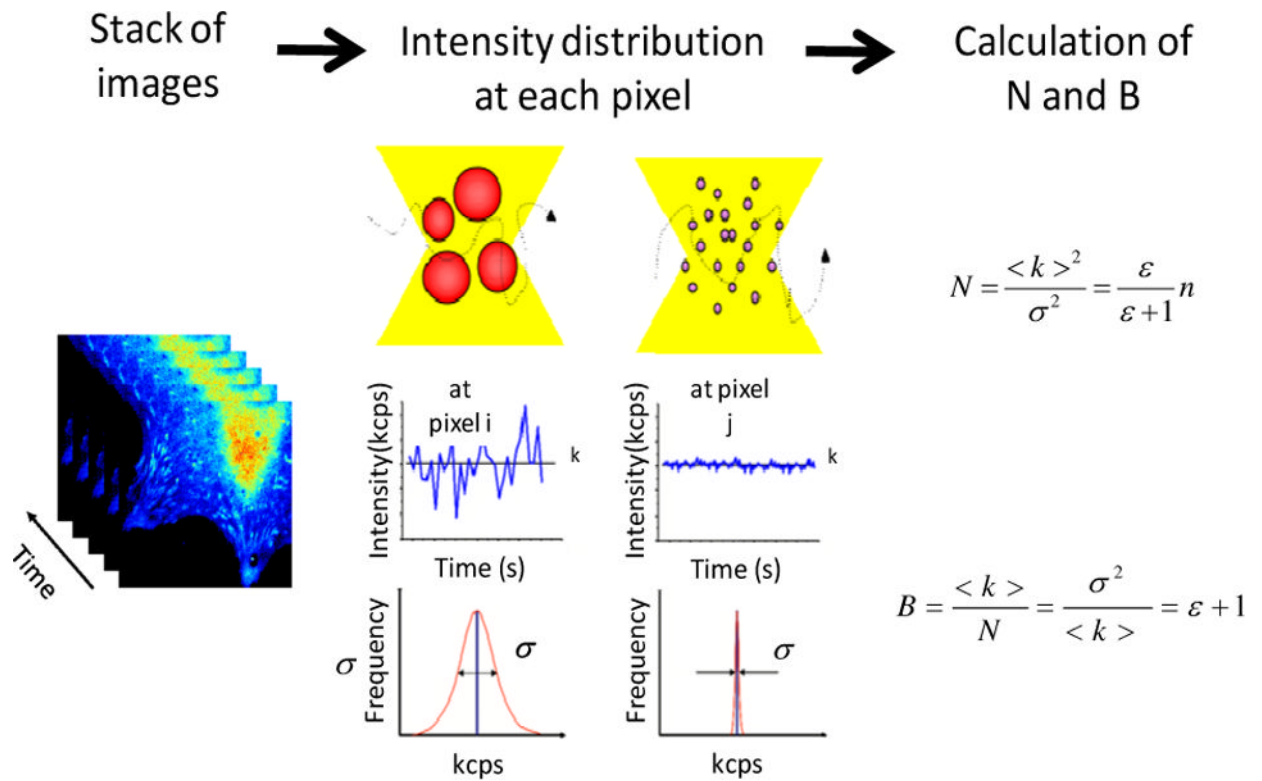 Stack of
images
Intensity distribution
at each pixel
Calculation of
N and B
Time
at
pixel i
k
Intensity(kcps)
Time (s)
at pixel
j
k
Intensity(kcps)
Time (s)
σ
Frequency
σ
kcps
Frequency
σ
kcps
N = <k>² / σ² = ε / (ε+1) n
B = <k> / N = σ² / <k> = ε + 1